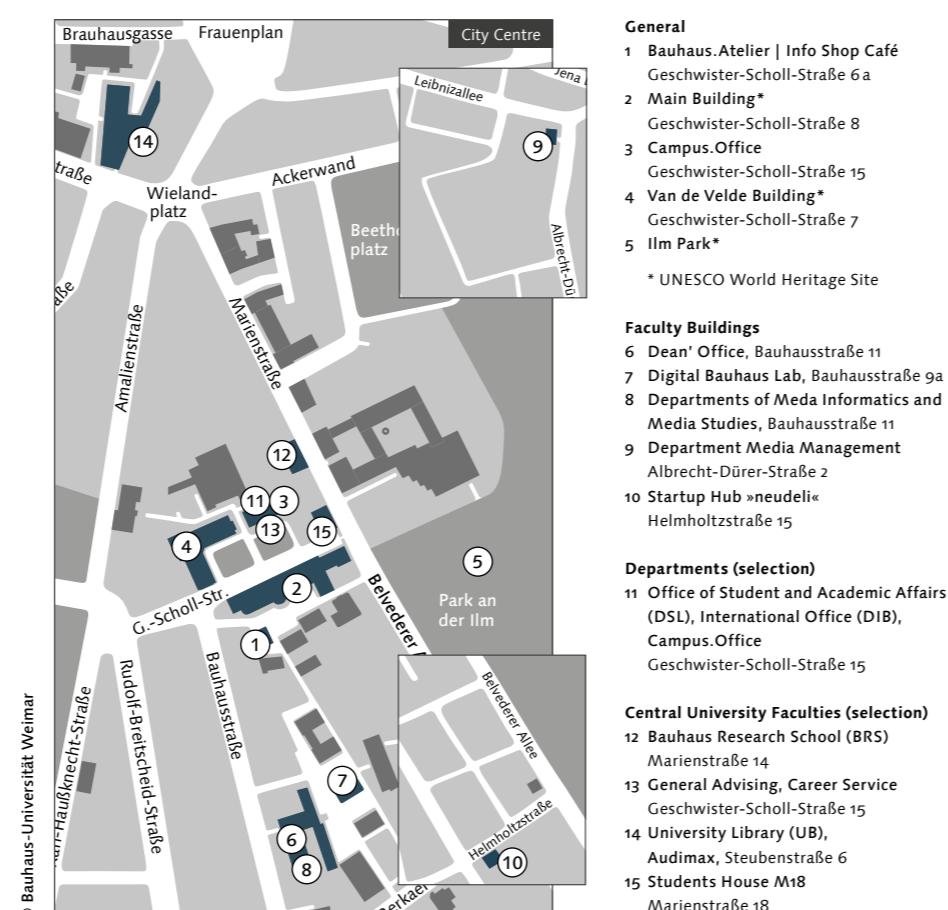 Brauhausgasse
Frauenplan
City Centre
Leibnizallee
Jena
14
9
traße
Wieland-
platz
Ackerwand
Beeth
platz
Albrecht-Dü
aße
Amalienstraße
Marienstraße
12
11
3
13
15
4
5
2
Park an
der Ilm
G.-Scholl-Str.
Belvederer
1
Rudolf-Breitscheid-Straße
Bauhausstraße
Haußknecht-Straße
Belvederer Allee
7
6
8
Helmholtzstraße
10
Berkaer
© Bauhaus-Universität Weimar
General
1 Bauhaus.Atelier | Info Shop Café
Geschwister-Scholl-Straße 6a
2 Main Building*
Geschwister-Scholl-Straße 8
3 Campus.Office
Geschwister-Scholl-Straße 15
4 Van de Velde Building*
Geschwister-Scholl-Straße 7
5 Ilm Park*
* UNESCO World Heritage Site
Faculty Buildings
6 Dean' Office, Bauhausstraße 11
7 Digital Bauhaus Lab, Bauhausstraße 9a
8 Departments of Meda Informatics and
Media Studies, Bauhausstraße 11
9 Department Media Management
Albrecht-Dürer-Straße 2
10 Startup Hub »neudeli«
Helmholtzstraße 15
Departments (selection)
11 Office of Student and Academic Affairs
(DSL), International Office (DIB),
Campus.Office
Geschwister-Scholl-Straße 15
Central University Faculties (selection)
12 Bauhaus Research School (BRS)
Marienstraße 14
13 General Advising, Career Service
Geschwister-Scholl-Straße 15
14 University Library (UB),
Audimax, Steubenstraße 6
15 Students House M18
Marienstraße 18